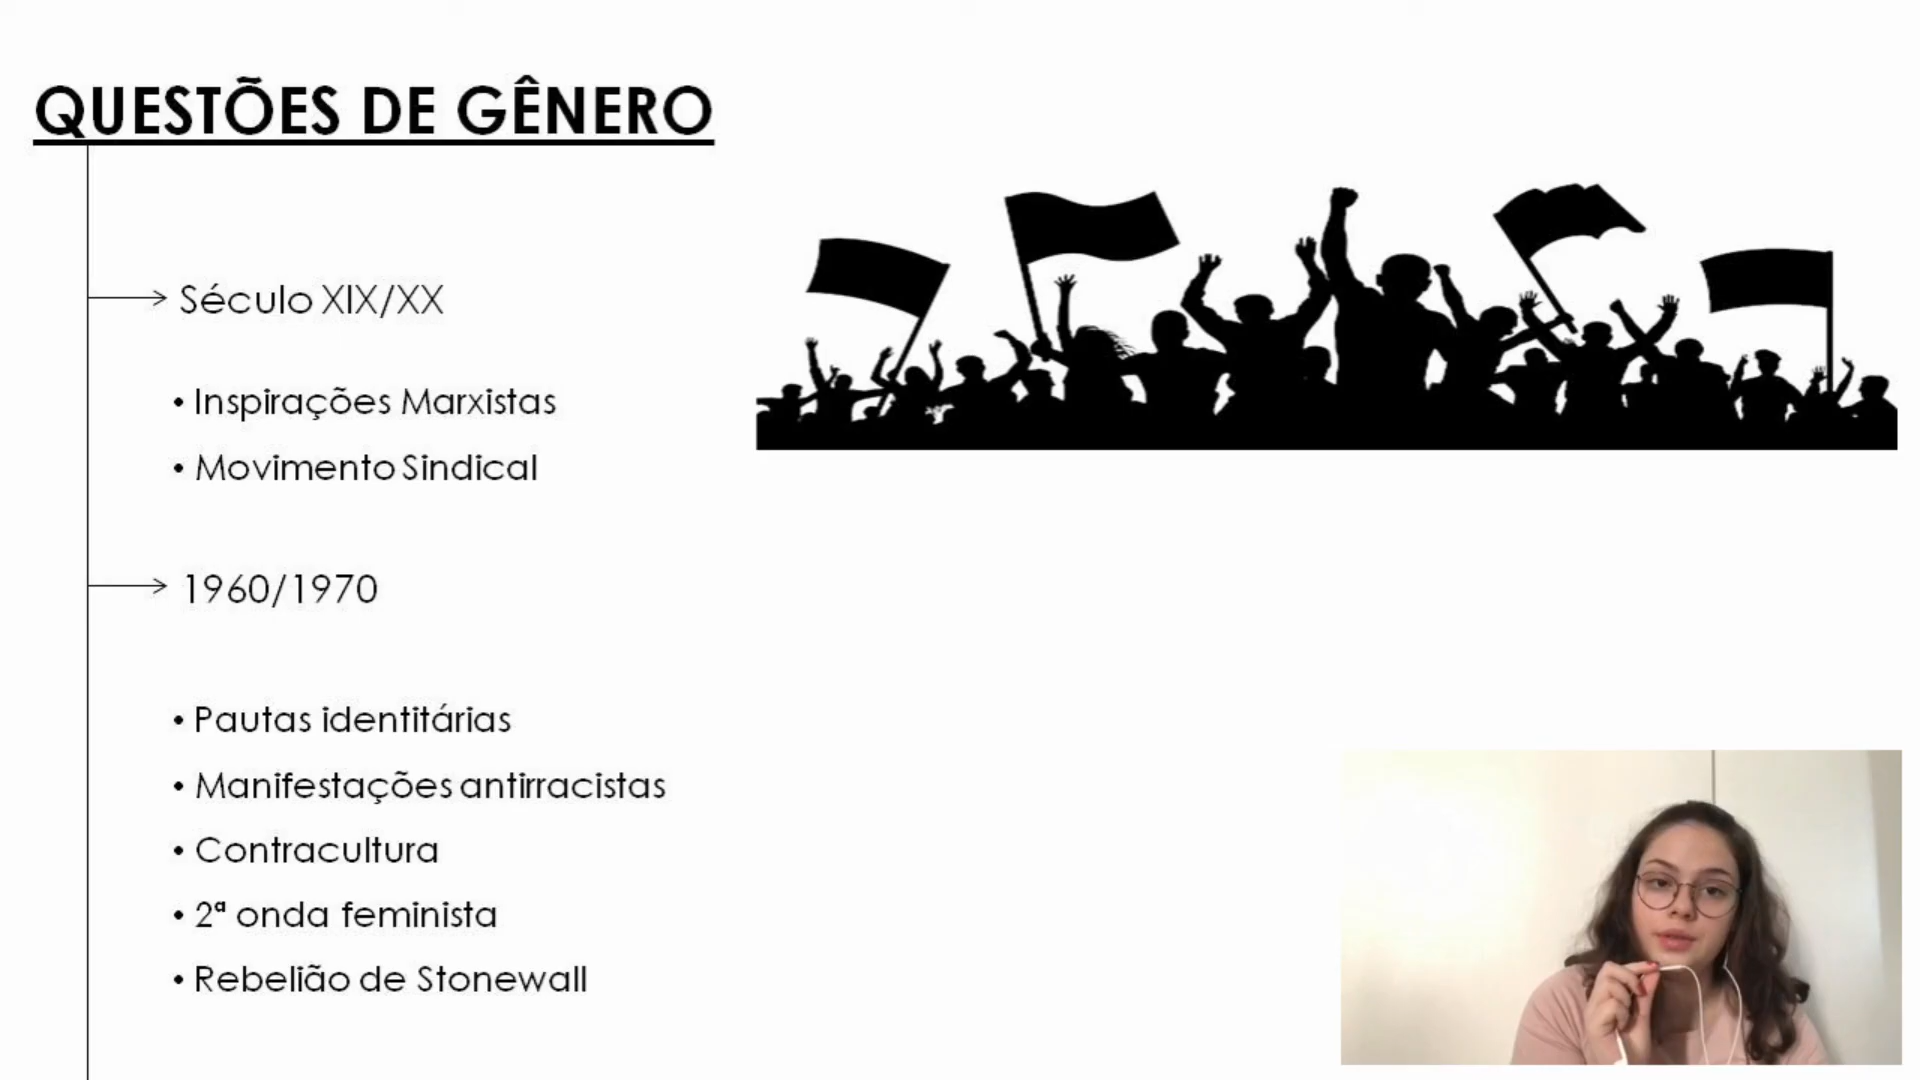 QUESTÕES DE GÊNERO
Século XIX/XX
• Inspirações Marxistas
• Movimento Sindical
1960/1970
• Pautas identitárias
• Manifestações antirracistas
• Contracultura
• 2ª onda feminista
• Rebelião de Stonewall